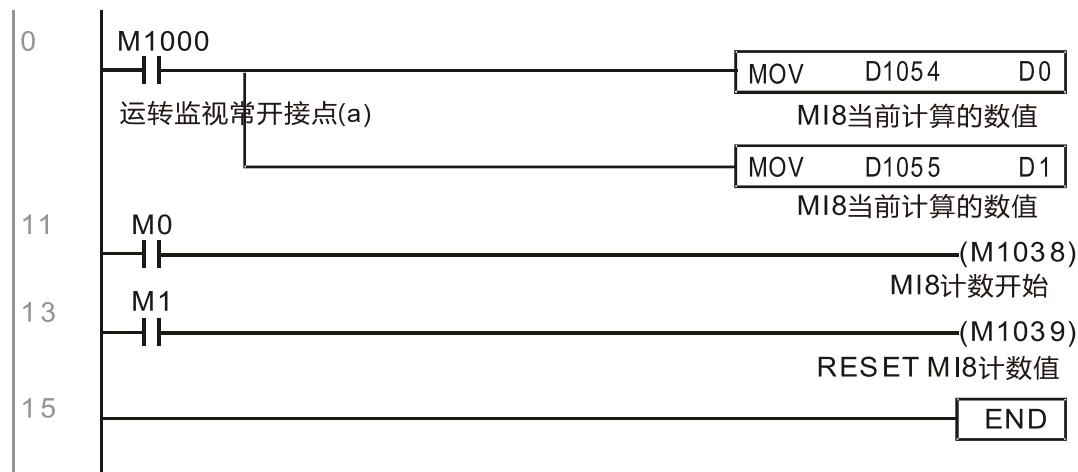 0
M1000
MOV D1054 D0
运转监视常开接点(a)
MI8当前计算的数值
MOV D1055 D1
MI8当前计算的数值
11
M0
(M1038)
MI8计数开始
13
M1
(M1039)
RESET MI8计数值
15
END